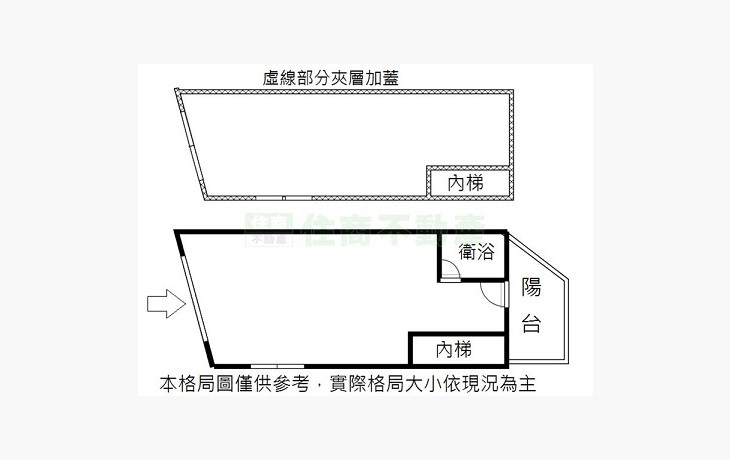 虛線部分夾層加蓋
內梯
住商不動產
衛浴
陽台
內梯
本格局圖僅供參考，實際格局大小依現況為主